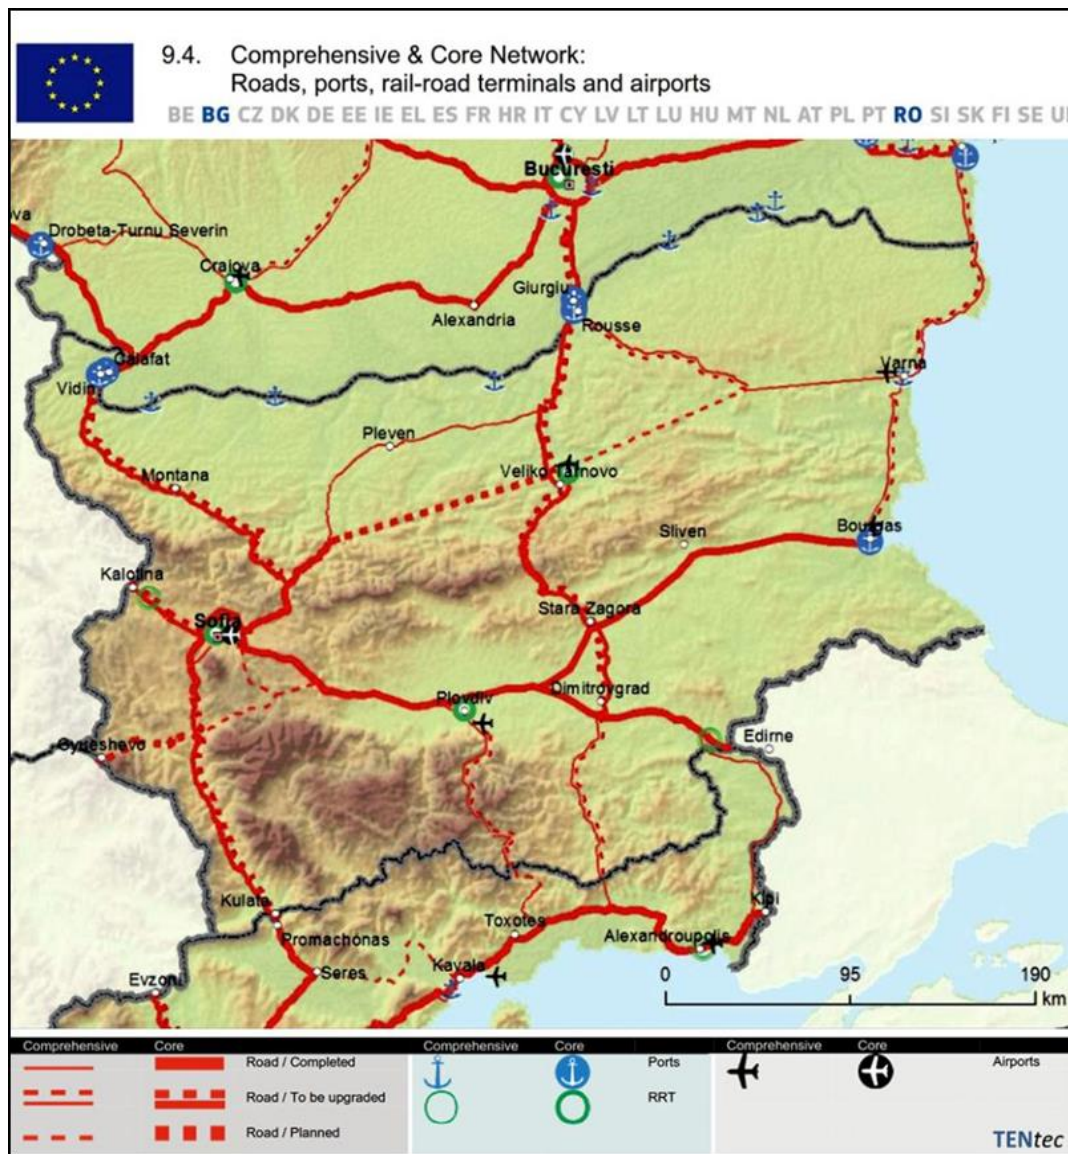 9.4. Comprehensive & Core Network:
Roads, ports, rail-road terminals and airports
BE BG CZ DK DE EE IE EL ES FR HR IT CY LV LT LU HU MT NL AT PL PT RO SI SK FI SE
Bucuresti
Drobeta-Turnu Severin
Craiova
Giurgiu
Alexandria
Rousse
Calafat
Varna
Vidin
Pleven
Veliko Tarnovo
Montana
Bourgas
Sliven
Kalotina
Stara Zagora
Sofia
Dimitrovgrad
Plovdiv
Edirne
Gyueshevo
Kulata
Kipi
Toxotes
Promachonas
Alexandroupolis
Seres
Kavala
Evzoni
0 95 190
km
Comprehensive Core Comprehensive Core Comprehensive Core
Road / Completed Ports Airports
Road / To be upgraded RRT
Road / Planned
TENtec